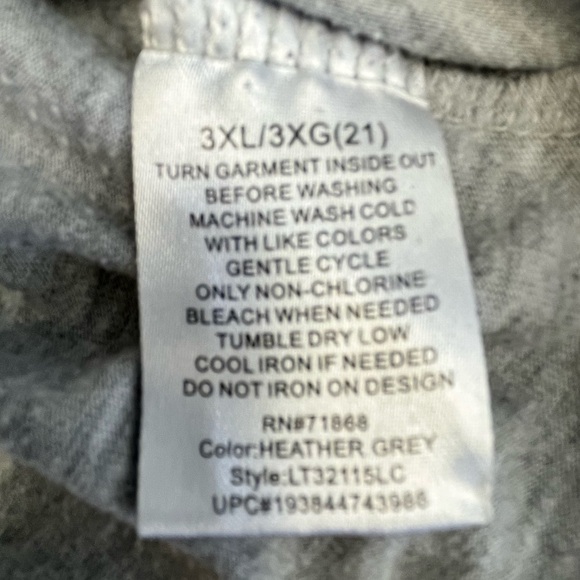 3XL/3XG(21)
TURN GARMENT INSIDE OUT
BEFORE WASHING
MACHINE WASH COLD
WITH LIKE COLORS
GENTLE CYCLE
ONLY NON-CHLORINE
BLEACH WHEN NEEDED
TUMBLE DRY LOW
COOL IRON IF NEEDED
DO NOT IRON ON DESIGN
RN#71868
Color:HEATHER GREY
Style:LT32115LC
UPC#193844743986